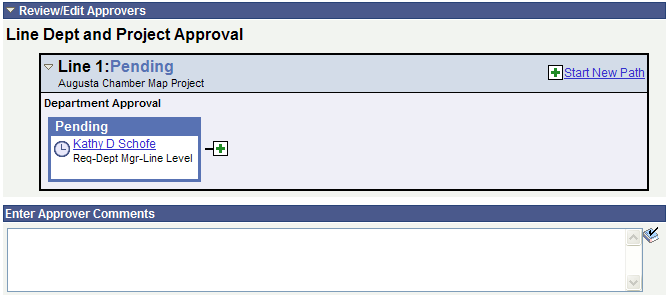 Review/Edit Approvers
Line Dept and Project Approval
Line 1:Pending
Augusta Chamber Map Project
Start New Path
Department Approval
Pending
Kathy D Schofe
Req-Dept Mgr-Line Level
Enter Approver Comments